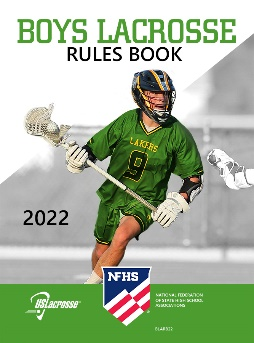 BOYS LACROSSE
RULES BOOK
LAKERS
9
2022
NFHS
USLacrosse
NATIONAL FEDERATION
OF STATE HIGH SCHOOL
ASSOCIATIONS